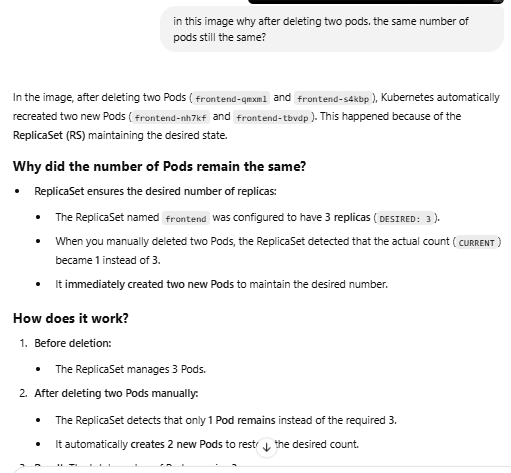 in this image why after deleting two pods. the same number of
pods still the same?
In the image, after deleting two Pods ( frontend-qmxml and frontend-s4kbp ), Kubernetes automatically
recreated two new Pods ( frontend-nh7kf and frontend-tbvdp ). This happened because of the
ReplicaSet (RS) maintaining the desired state.
Why did the number of Pods remain the same?
• ReplicaSet ensures the desired number of replicas:
• The ReplicaSet named frontend was configured to have 3 replicas ( DESIRED: 3 ).
• When you manually deleted two Pods, the ReplicaSet detected that the actual count ( CURRENT )
became 1 instead of 3.
• It immediately created two new Pods to maintain the desired number.
How does it work?
1. Before deletion:
• The ReplicaSet manages 3 Pods.
2. After deleting two Pods manually:
• The ReplicaSet detects that only 1 Pod remains instead of the required 3.
• It automatically creates 2 new Pods to the desired count.